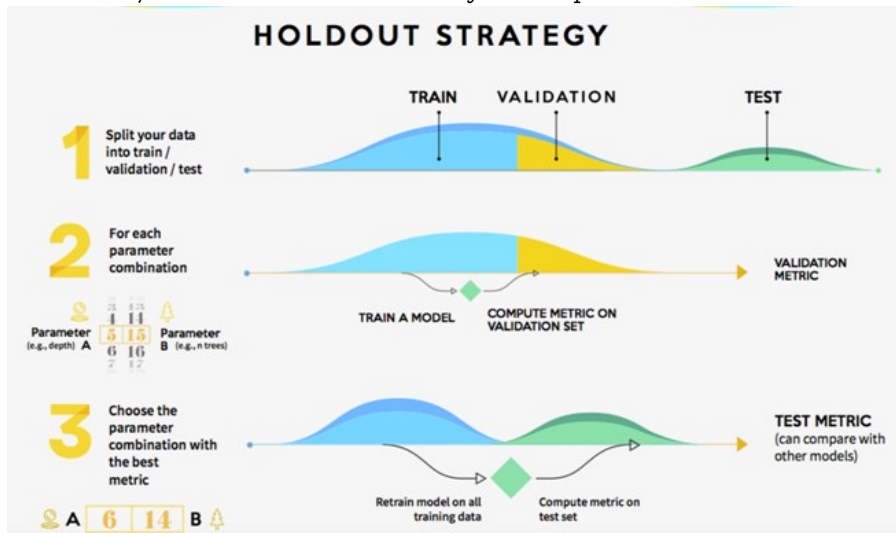 HOLDOUT STRATEGY
TRAIN
VALIDATION
TEST
1
Split your data
into train /
validation / test
2
For each
parameter
combination
VALIDATION
METRIC
TRAIN A MODEL
COMPUTE METRIC ON
VALIDATION SET
4 14
Parameter
(e.g., depth) A
5 15
Parameter
B (e.g., n trees)
6 16
7 17
3
Choose the
parameter
combination with
the best
metric
TEST METRIC
(can compare with
other models)
Retrain model on all
training data
Compute metric on
test set
A 6 14 B